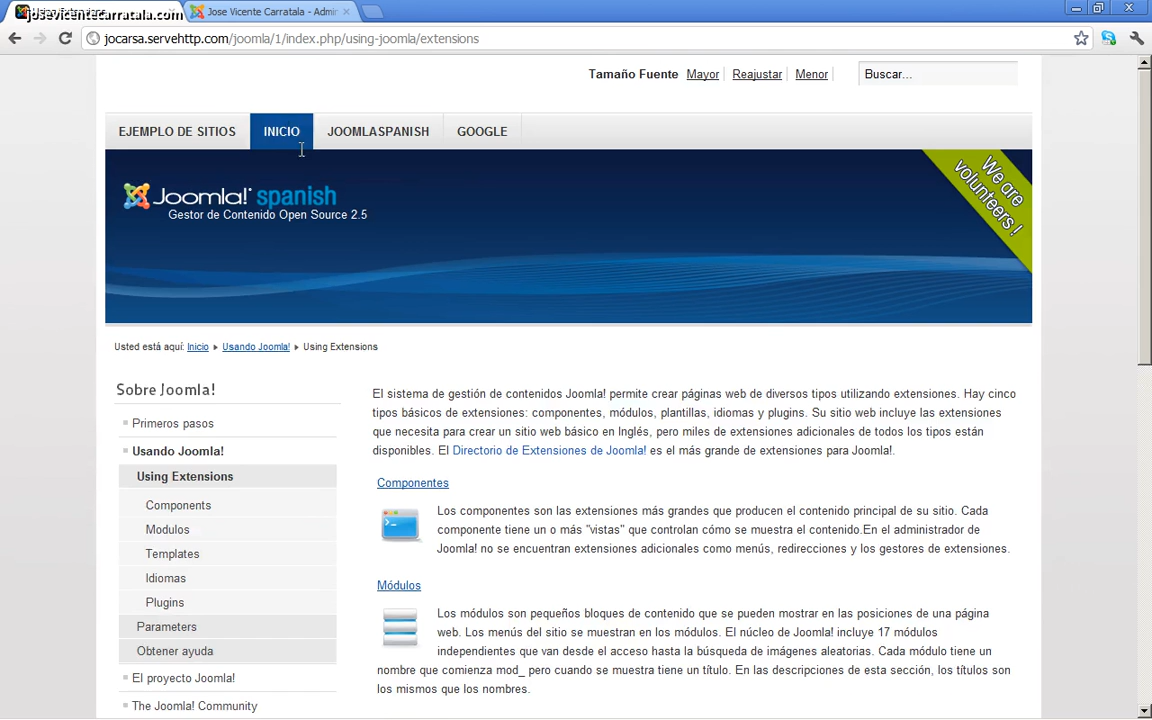 josevicentecarratala.com
Jose Vicente Carratala - Admin
jocarsa.servehttp.com/joomla/1/index.php/using-joomla/extensions
Tamaño Fuente Mayor Reajustar Menor Buscar...
EJEMPLO DE SITIOS INICIO JOOMLASPANISH GOOGLE
Joomla! spanish
Gestor de Contenido Open Source 2.5
We are
volunteers !
Usted está aquí: Inicio Usando Joomla! Using Extensions
Sobre Joomla!
Primeros pasos
Usando Joomla!
Using Extensions
Components
Modulos
Templates
Idiomas
Plugins
Parameters
Obtener ayuda
El proyecto Joomla!
The Joomla! Community
El sistema de gestión de contenidos Joomla! permite crear páginas web de diversos tipos utilizando extensiones. Hay cinco
tipos básicos de extensiones: componentes, módulos, plantillas, idiomas y plugins. Su sitio web incluye las extensiones
que necesita para crear un sitio web básico en Inglés, pero miles de extensiones adicionales de todos los tipos están
disponibles. El Directorio de Extensiones de Joomla! es el más grande de extensiones para Joomla!.
Componentes
Los componentes son las extensiones más grandes que producen el contenido principal de su sitio. Cada
componente tiene un o más "vistas" que controlan cómo se muestra el contenido.En el administrador de
Joomla! no se encuentran extensiones adicionales como menús, redirecciones y los gestores de extensiones.
Módulos
Los módulos son pequeños bloques de contenido que se pueden mostrar en las posiciones de una página
web. Los menús del sitio se muestran en los módulos. El núcleo de Joomla! incluye 17 módulos
independientes que van desde el acceso hasta la búsqueda de imágenes aleatorias. Cada módulo tiene un
nombre que comienza mod_ pero cuando se muestra tiene un título. En las descripciones de esta sección, los títulos son
los mismos que los nombres.